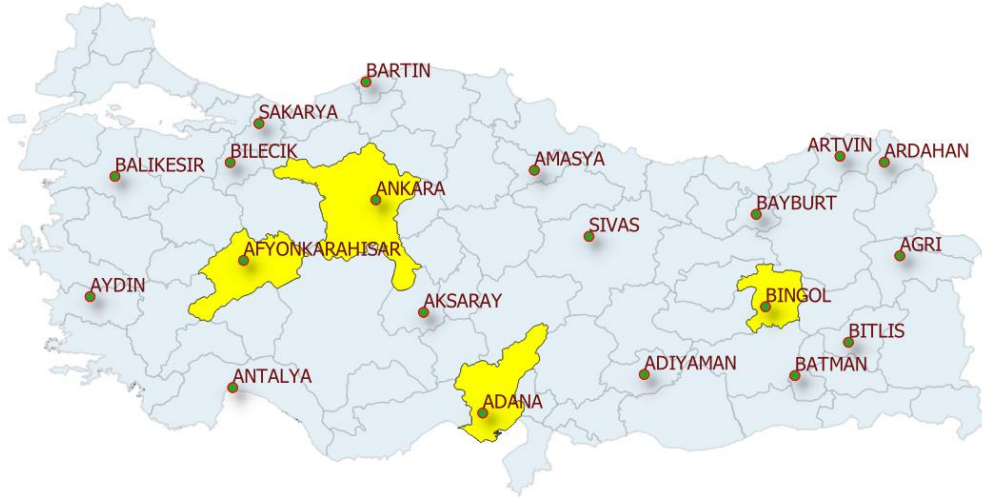 BARTIN
SAKARYA
BILECIK
BALIKESIR
AMASYA
ARTVIN
ARDAHAN
ANKARA
BAYBURT
SIVAS
AFYONKARAHISAR
AGRI
AYDIN
AKSARAY
BINGOL
BITLIS
ADIYAMAN
BATMAN
ANTALYA
ADANA